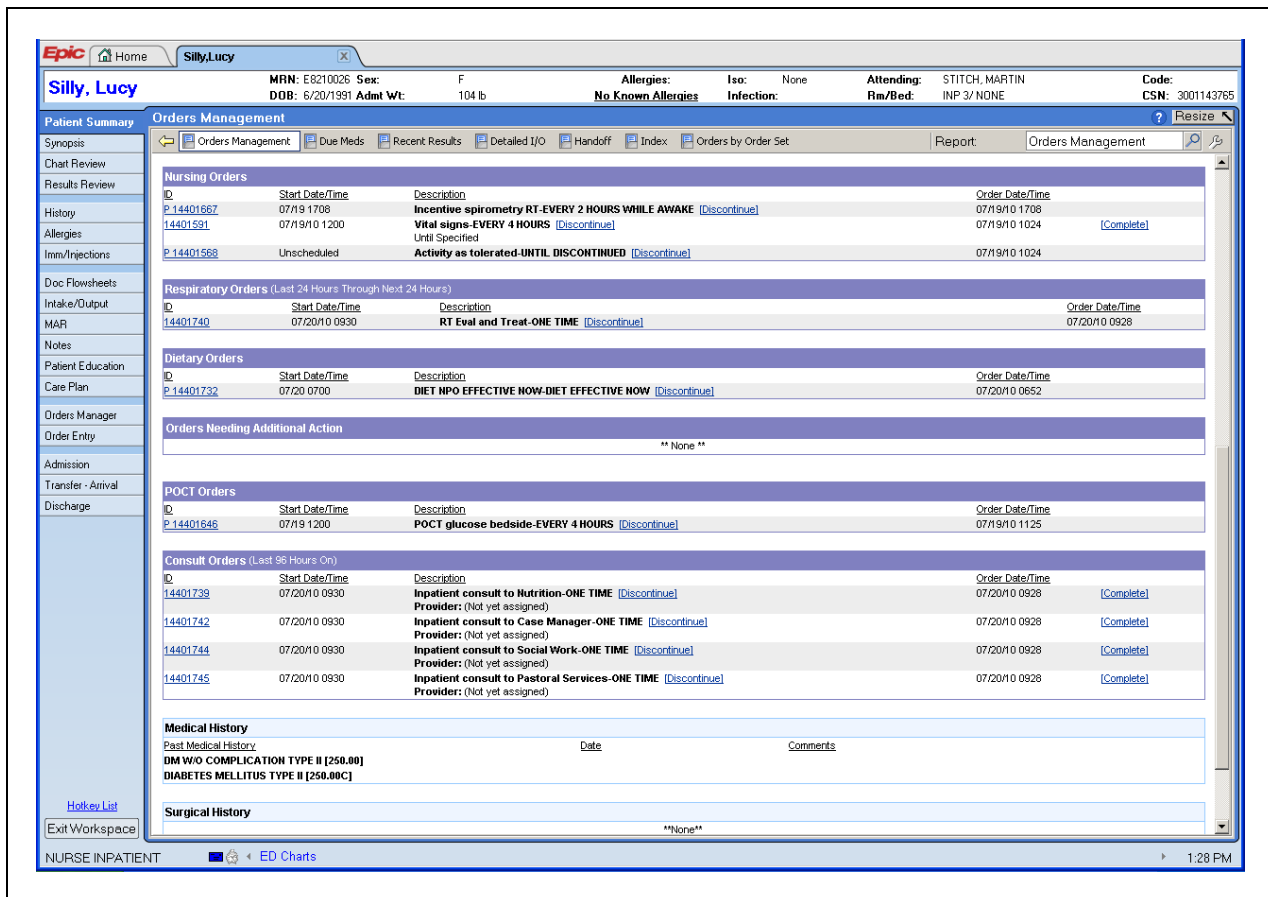 Epic Home Silly,Lucy
Silly, Lucy MRN: E8210026 Sex: F Allergies: Iso: None Attending: STITCH, MARTIN Code:
DOB: 6/20/1991 Admt Wt: 104 lb No Known Allergies Infection: Rm/Bed: INP 3/ NONE CSN: 3001143765
Patient Summary
Synopsis
Chart Review
Results Review
History
Allergies
Imm/Injections
Doc Flowsheets
Intake/Output
MAR
Notes
Patient Education
Care Plan
Orders Manager
Order Entry
Admission
Transfer - Arrival
Discharge
Hotkey List
Exit Workspace
Orders Management ? Resize
Orders Management Due Meds Recent Results Detailed I/O Handoff Index Orders by Order Set Report: Orders Management
Nursing Orders
ID Start Date/Time Description Order Date/Time
P 14401667 07/19 1708 Incentive spirometry RT-EVERY 2 HOURS WHILE AWAKE [Discontinue] 07/19/10 1708
14401591 07/19/10 1200 Vital signs-EVERY 4 HOURS [Discontinue] 07/19/10 1024 [Complete]
Until Specified
P 14401568 Unscheduled Activity as tolerated-UNTIL DISCONTINUED [Discontinue] 07/19/10 1024
Respiratory Orders (Last 24 Hours Through Next 24 Hours)
ID Start Date/Time Description Order Date/Time
14401740 07/20/10 0930 RT Eval and Treat-ONE TIME [Discontinue] 07/20/10 0928
Dietary Orders
ID Start Date/Time Description Order Date/Time
P 14401732 07/20 0700 DIET NPO EFFECTIVE NOW-DIET EFFECTIVE NOW [Discontinue] 07/20/10 0652
Orders Needing Additional Action
** None **
POCT Orders
ID Start Date/Time Description Order Date/Time
P 14401646 07/19 1200 POCT glucose bedside-EVERY 4 HOURS [Discontinue] 07/19/10 1125
Consult Orders (Last 96 Hours On)
ID Start Date/Time Description Order Date/Time
14401739 07/20/10 0930 Inpatient consult to Nutrition-ONE TIME [Discontinue] 07/20/10 0928 [Complete]
Provider: (Not yet assigned)
14401742 07/20/10 0930 Inpatient consult to Case Manager-ONE TIME [Discontinue] 07/20/10 0928 [Complete]
Provider: (Not yet assigned)
14401744 07/20/10 0930 Inpatient consult to Social Work-ONE TIME [Discontinue] 07/20/10 0928 [Complete]
Provider: (Not yet assigned)
14401745 07/20/10 0930 Inpatient consult to Pastoral Services-ONE TIME [Discontinue] 07/20/10 0928 [Complete]
Provider: (Not yet assigned)
Medical History
Past Medical History Date Comments
DM W/O COMPLICATION TYPE II [250.00]
DIABETES MELLITUS TYPE II [250.00C]
Surgical History
**None**
NURSE INPATIENT ED Charts 1:28 PM